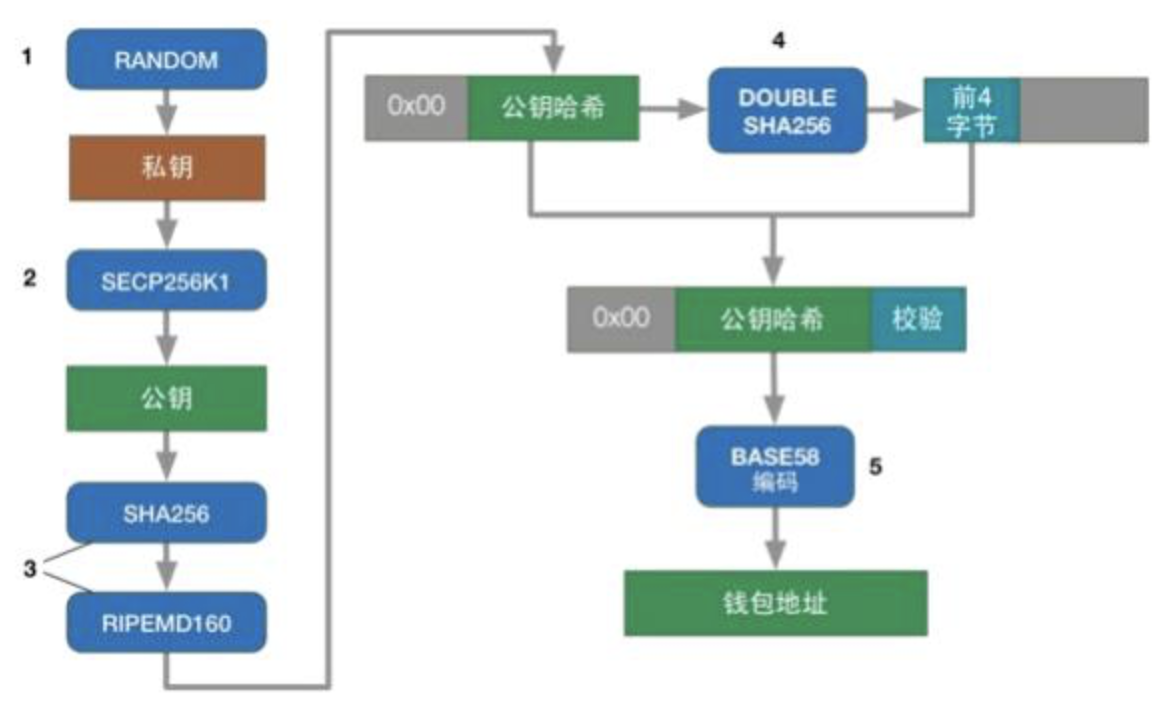 1
RANDOM
私钥
2
SECP256K1
公钥
SHA256
3
RIPEMD160
0x00
公钥哈希
4
DOUBLE
SHA256
前4
字节
0x00
公钥哈希
校验
BASE58
编码
5
钱包地址